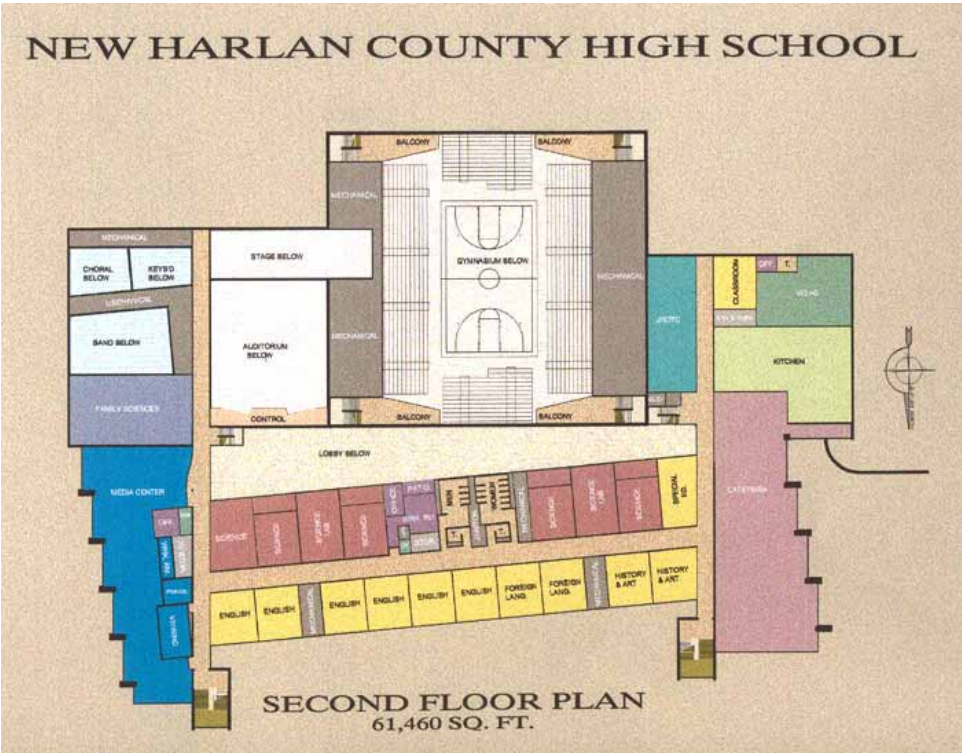 NEW HARLAN COUNTY HIGH SCHOOL
BALCONY
BALCONY
MECHANICAL
MECHANICAL
CHORAL
BELOW
KEYB'D
BELOW
STAGE BELOW
GYMNASIUM BELOW
MECHANICAL
CLASSROOM
OFF
T.
MECHANICAL
MECHANICAL
BAND BELOW
AUDITORIUM
BELOW
KITCHEN
FAMILY SCIENCES
CONTROL
BALCONY
BALCONY
LOBBY BELOW
MEDIA CENTER
CAFETERIA
SCIENCE
SCIENCE
SCIENCE
LAB
SCIENCE
OFFICE
MEN
WOMEN
MECHANICAL
SCIENCE
SCIENCE
LAB
SCIENCE
SPECIAL
ED.
ENGLISH
ENGLISH
MECHANICAL
ENGLISH
ENGLISH
ENGLISH
ENGLISH
FOREIGN
LANG.
FOREIGN
LANG.
MECHANICAL
HISTORY
& ART
HISTORY
& ART
SECOND FLOOR PLAN
61,460 SQ. FT.